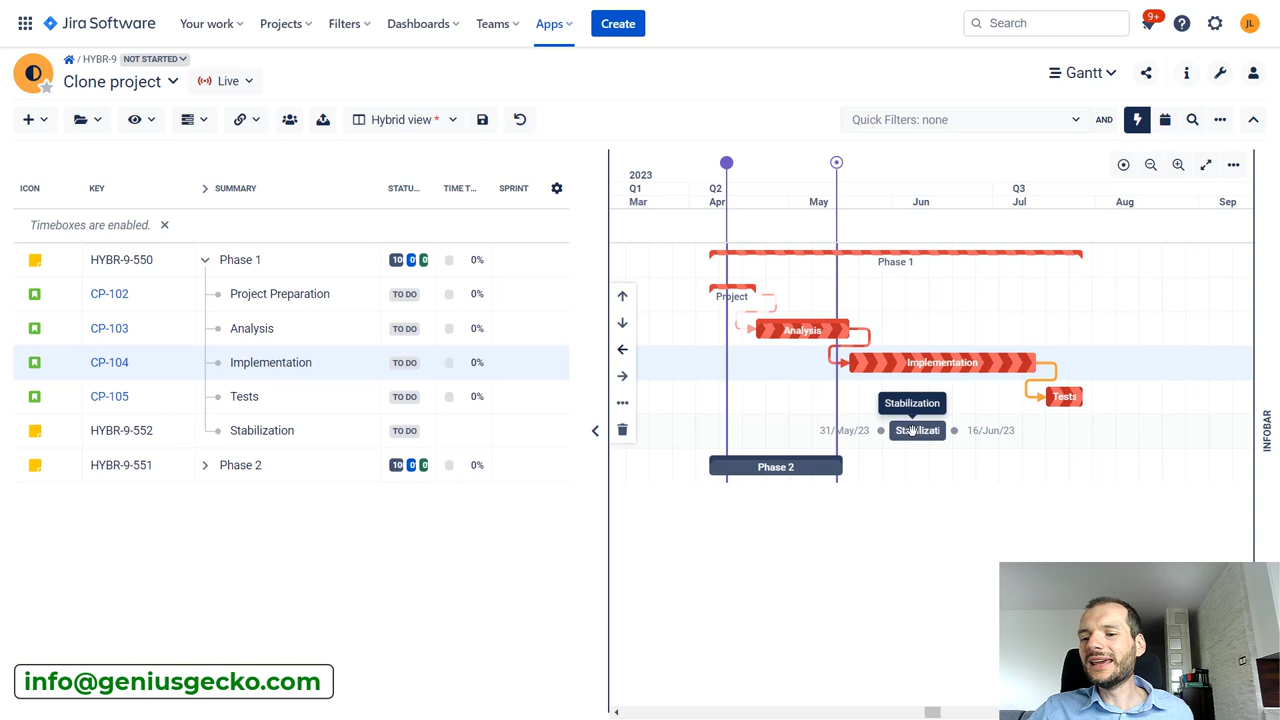 Jira Software Your work Projects Filters Dashboards Teams Apps Create Search 9+ JL
/ HYBR-9 NOT STARTED
Clone project Live Gantt
Hybrid view * Quick Filters: none AND
ICON KEY SUMMARY STATU... TIME T... SPRINT
Timeboxes are enabled.
HYBR-9-550 Phase 1 0%
CP-102 Project Preparation TO DO 0%
CP-103 Analysis TO DO 0%
CP-104 Implementation TO DO 0%
CP-105 Tests TO DO 0%
HYBR-9-552 Stabilization TO DO
HYBR-9-551 Phase 2 0%
2023
Q1 Q2 Q3
Mar Apr May Jun Jul Aug Sep
Phase 1
Project
Analysis
Implementation
Tests
Stabilization
31/May/23 Stabilizati 16/Jun/23
Phase 2
INFOBAR
info@geniusgecko.com